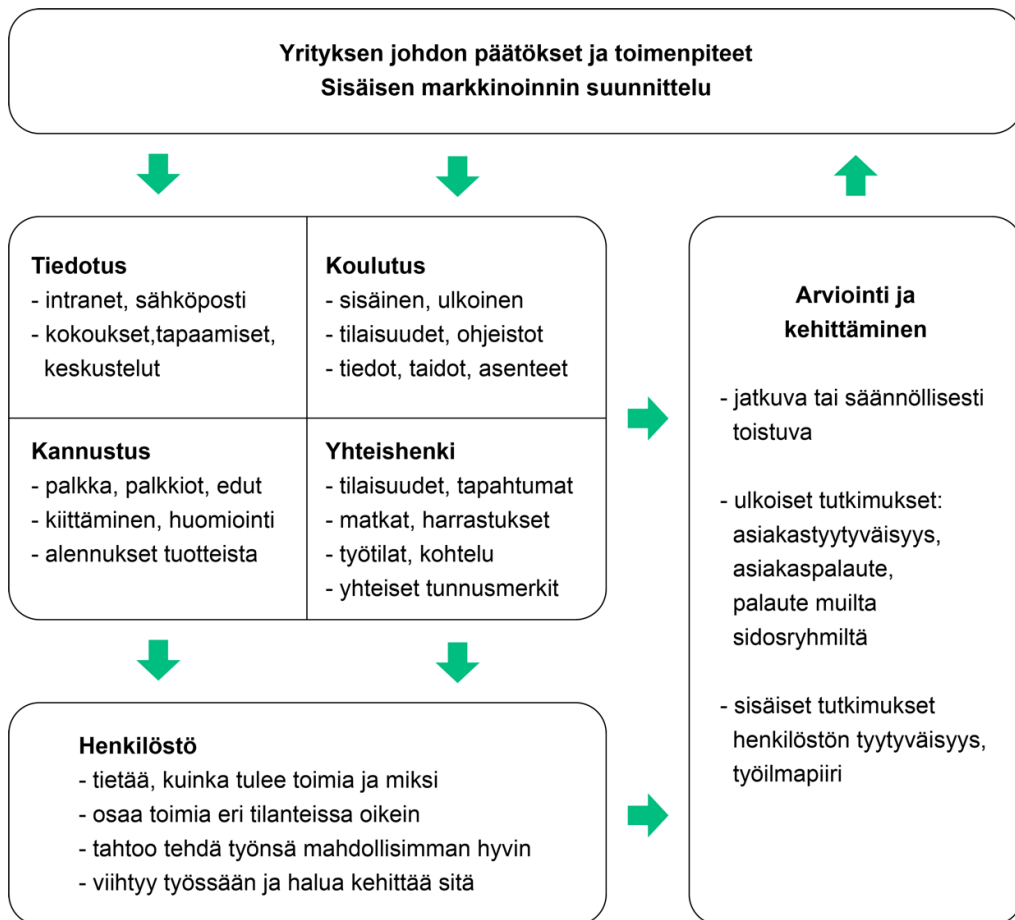 Yrityksen johdon päätökset ja toimenpiteet
Sisäisen markkinoinnin suunnittelu
Tiedotus
- intranet, sähköposti
- kokoukset,tapaamiset,
keskustelut
Koulutus
- sisäinen, ulkoinen
- tilaisuudet, ohjeistot
- tiedot, taidot, asenteet
Kannustus
- palkka, palkkiot, edut
- kiittäminen, huomiointi
- alennukset tuotteista
Yhteishenki
- tilaisuudet, tapahtumat
- matkat, harrastukset
- työtilat, kohtelu
- yhteiset tunnusmerkit
Henkilöstö
- tietää, kuinka tulee toimia ja miksi
- osaa toimia eri tilanteissa oikein
- tahtoo tehdä työnsä mahdollisimman hyvin
- viihtyy työssään ja halua kehittää sitä
Arviointi ja
kehittäminen
- jatkuva tai säännöllisesti
toistuva
- ulkoiset tutkimukset:
asiakastyytyväisyys,
asiakaspalaute,
palaute muilta
sidosryhmiltä
- sisäiset tutkimukset
henkilöstön tyytyväisyys,
työilmapiiri